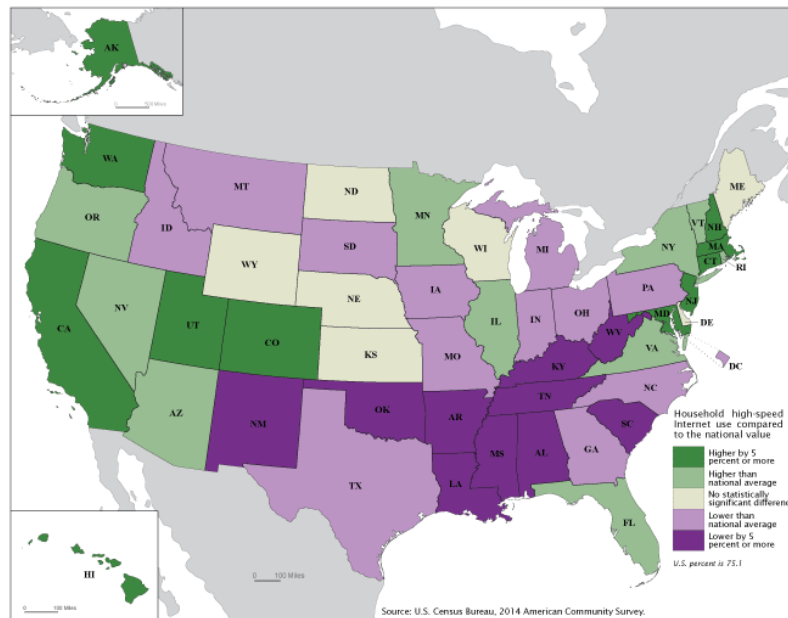 AK
0 500 Miles
WA
MT
ND
MN
ME
OR
ID
SD
WI
MI
VT
NH
NY
MA
CT
RI
WY
IA
PA
NJ
NE
NV
UT
CO
IL
IN
OH
MD
DE
CA
KS
MO
WV
VA
DC
KY
NC
TN
AZ
NM
OK
AR
SC
MS
AL
GA
TX
LA
FL
Household high-speed
Internet use compared
to the national value
Higher by 5
percent or more
Higher than
national average
No statistically
significant differenc
Lower than
national average
Lower by 5
percent or more
U.S. percent is 75.1
HI
0 100 Miles
0 100 Miles
Source: U.S. Census Bureau, 2014 American Community Survey.